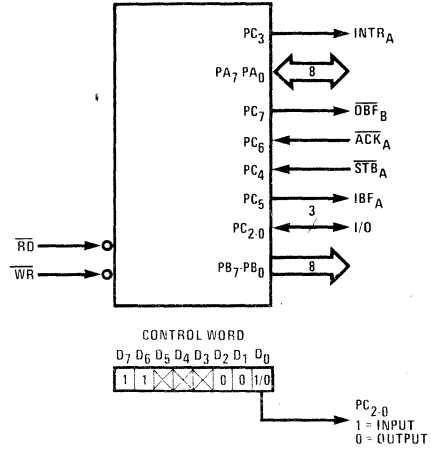 PC3 INTRA
PA7 PA0 8
PC7 OBFB
PC6 ACKA
PC4 STBA
PC5 IBFA
PC2-0 3 I/O
RD
WR
PB7-PB0 8
CONTROL WORD
D7 D6 D5 D4 D3 D2 D1 D0
1 1 0 0 1/0
PC2-0
1 = INPUT
0 = OUTPUT